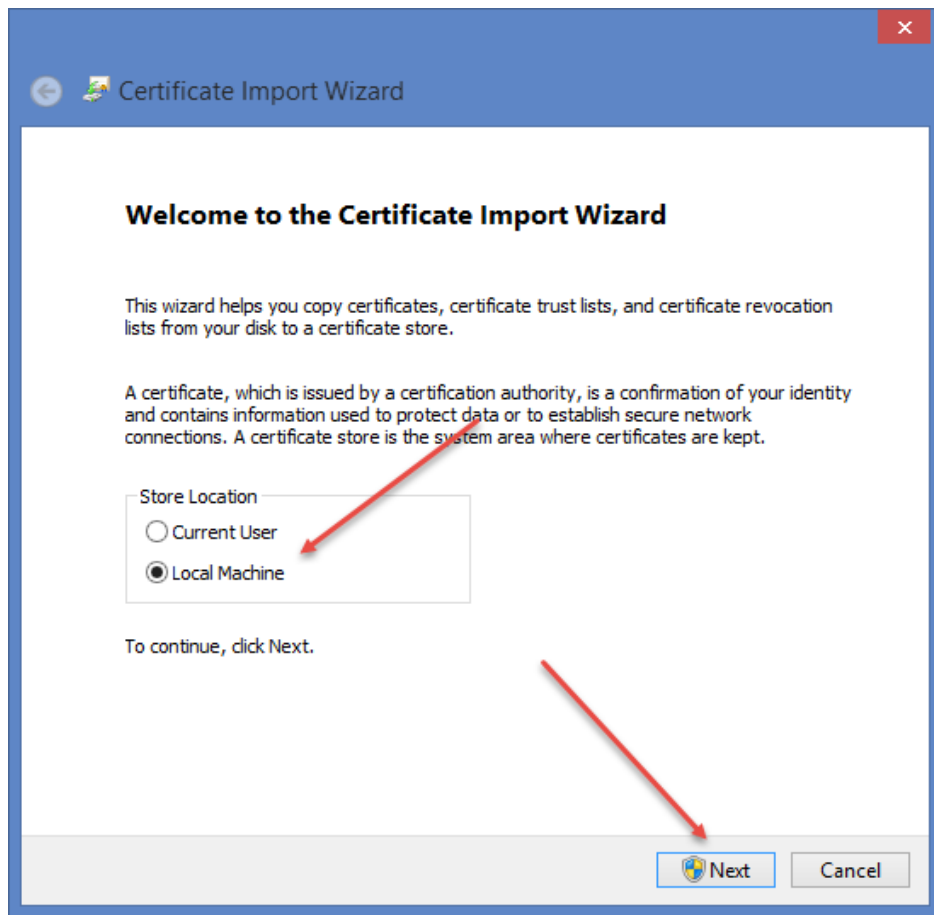 Certificate Import Wizard
Welcome to the Certificate Import Wizard
This wizard helps you copy certificates, certificate trust lists, and certificate revocation
lists from your disk to a certificate store.
A certificate, which is issued by a certification authority, is a confirmation of your identity
and contains information used to protect data or to establish secure network
connections. A certificate store is the system area where certificates are kept.
Store Location
Current User
Local Machine
To continue, click Next.
Next
Cancel